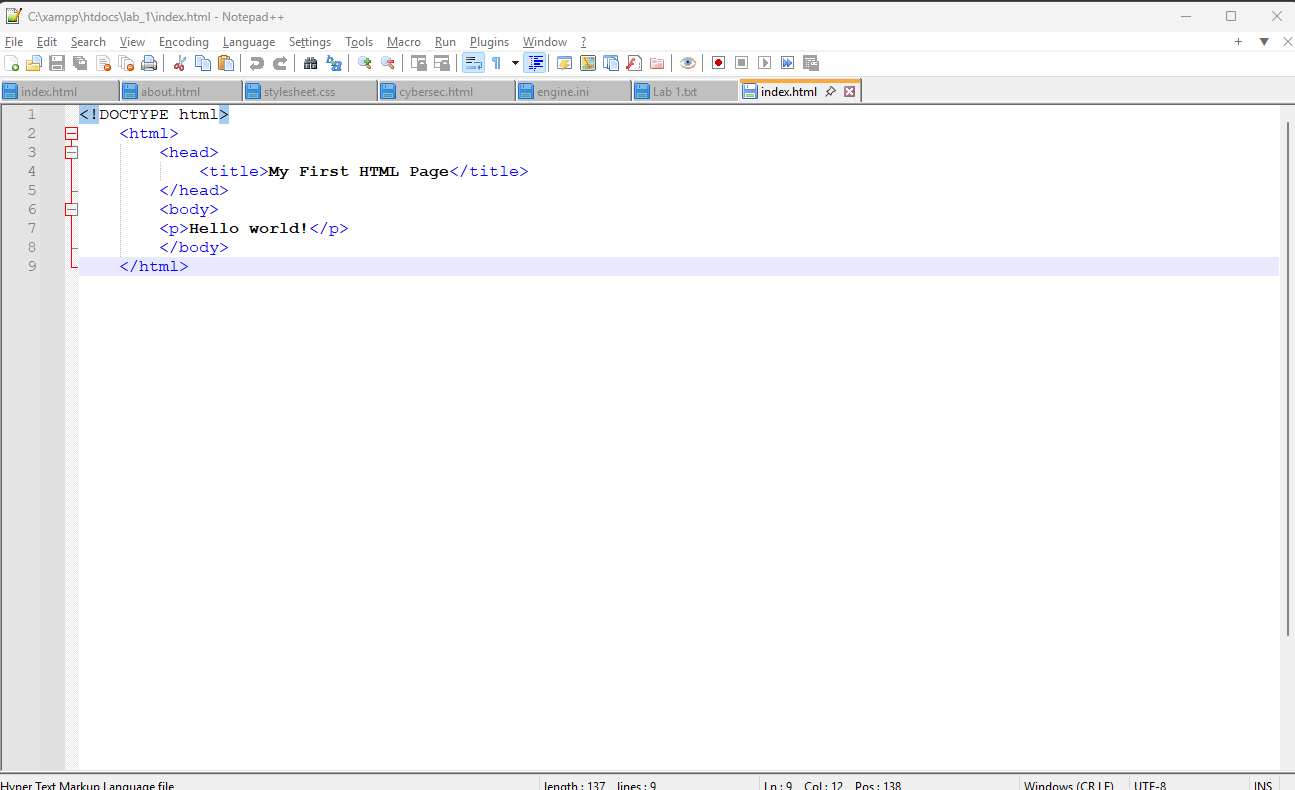 C:\xampp\htdocs\lab_1\index.html - Notepad++
File Edit Search View Encoding Language Settings Tools Macro Run Plugins Window ?
index.html about.html stylesheet.css cybersec.html engine.ini Lab 1.txt index.html
1 <!DOCTYPE html>
2 <html>
3 <head>
4 <title>My First HTML Page</title>
5 </head>
6 <body>
7 <p>Hello world!</p>
8 </body>
9 </html>
Hyper Text Markup Language file length : 137 lines : 9 Ln : 9 Col : 12 Pos : 138 Windows (CR LF) UTF-8 INS